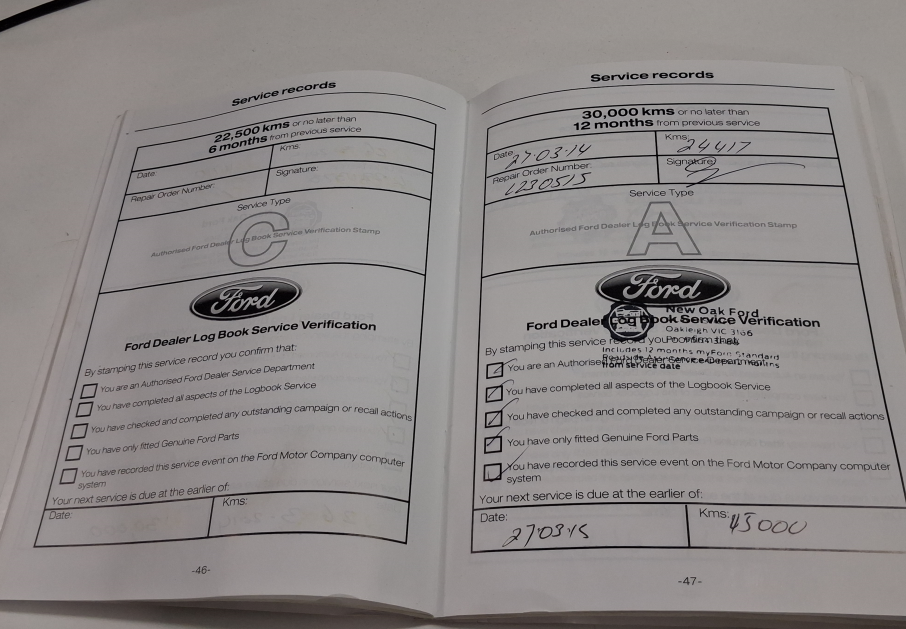 Service records
22,500 kms or no later than
6 months from previous service
Date:
Kms:
Repair Order Number:
Signature:
Service Type
C
Authorised Ford Dealer Log Book Service Verification Stamp
Ford
Ford Dealer Log Book Service Verification
By stamping this service record you confirm that:
You are an Authorised Ford Dealer Service Department
You have completed all aspects of the Logbook Service
You have checked and completed any outstanding campaign or recall actions
You have only fitted Genuine Ford Parts
You have recorded this service event on the Ford Motor Company computer
system
Your next service is due at the earlier of:
Date:
Kms:
-46-
Service records
30,000 kms or no later than
12 months from previous service
Date: 27·03·14
Kms: 24417
Repair Order Number: L230515
Signature:
Service Type
A
Authorised Ford Dealer Log Book Service Verification Stamp
Ford
New Oak Ford
Ford Dealer Log Book Service Verification
Oakleigh VIC 3166
By stamping this service record you confirm that:
Includes 12 months myFord Standard
You are an Authorised Ford Dealer Service Department
from service date
You have completed all aspects of the Logbook Service
You have checked and completed any outstanding campaign or recall actions
You have only fitted Genuine Ford Parts
You have recorded this service event on the Ford Motor Company computer
system
Your next service is due at the earlier of:
Date: 27·03·15
Kms: 45000
-47-